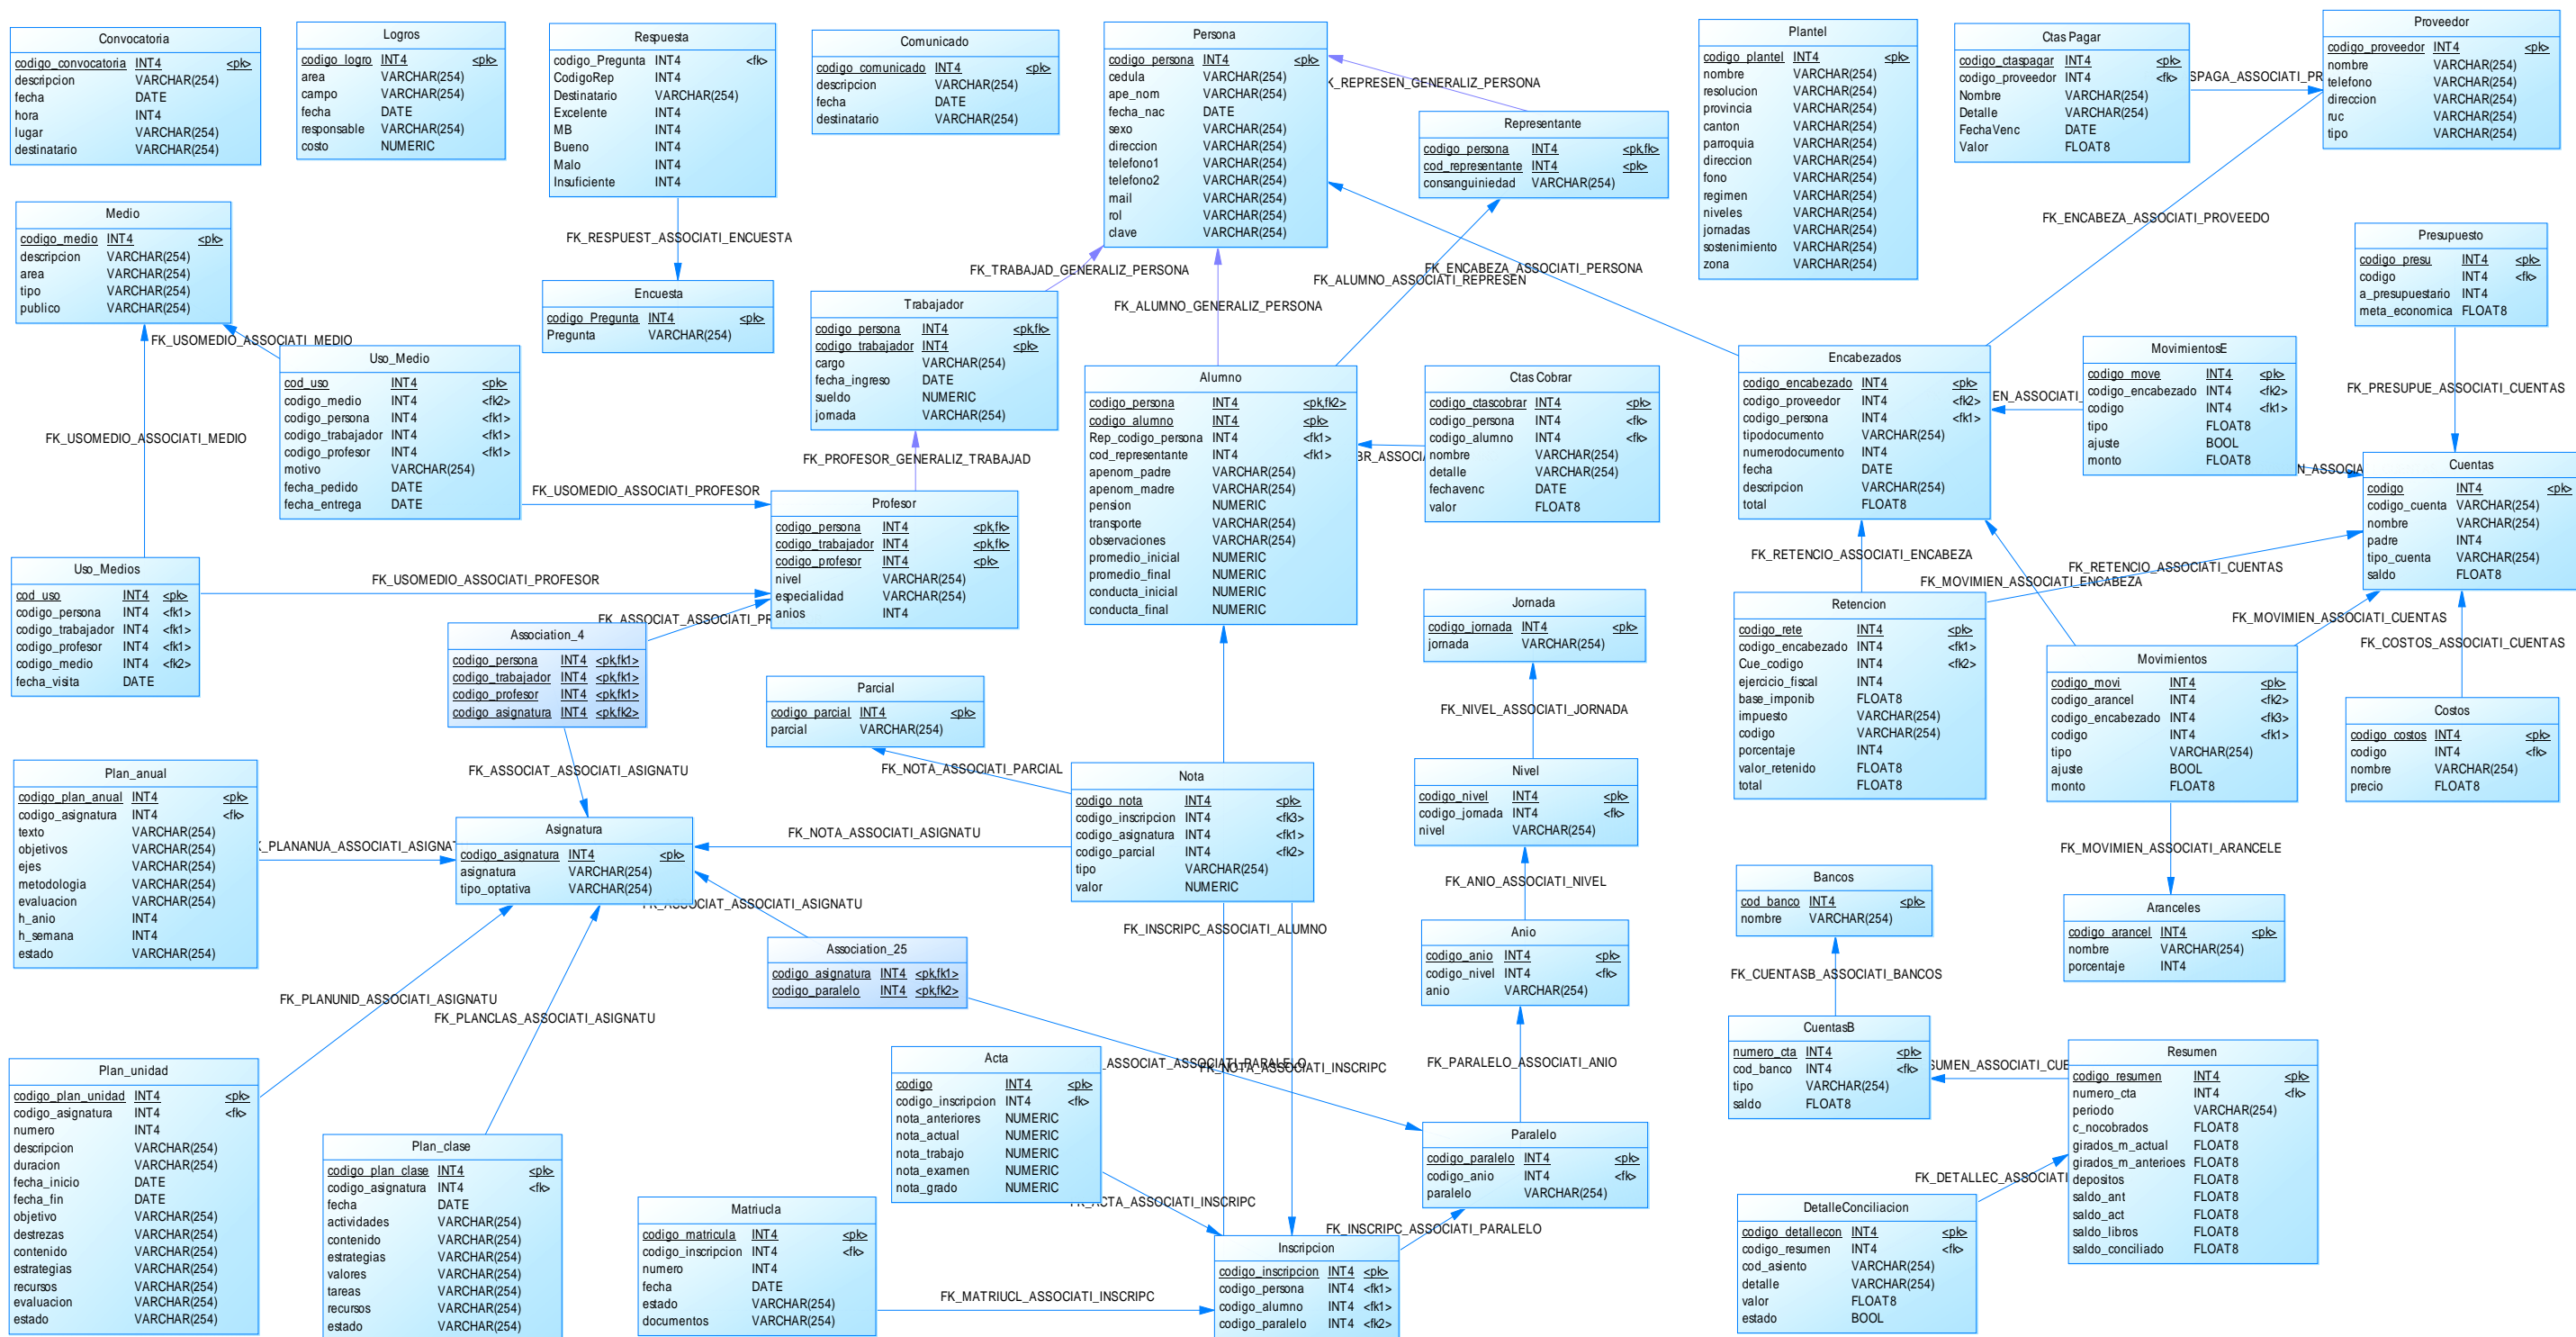 Convocatoria
codigo_convocatoria INT4 <pk>
descripcion VARCHAR(254)
fecha DATE
hora INT4
lugar VARCHAR(254)
destinatario VARCHAR(254)
Logros
codigo_logro INT4 <pk>
area VARCHAR(254)
campo VARCHAR(254)
fecha DATE
responsable VARCHAR(254)
costo NUMERIC
Respuesta
codigo_Pregunta INT4 <fk>
CodigoRep INT4
Destinatario VARCHAR(254)
Excelente INT4
MB INT4
Bueno INT4
Malo INT4
Insuficiente INT4
Comunicado
codigo_comunicado INT4 <pk>
descripcion VARCHAR(254)
fecha DATE
destinatario VARCHAR(254)
Persona
codigo_persona INT4 <pk>
cedula VARCHAR(254)
ape_nom VARCHAR(254)
fecha_nac DATE
sexo VARCHAR(254)
direccion VARCHAR(254)
telefono1 VARCHAR(254)
telefono2 VARCHAR(254)
mail VARCHAR(254)
rol VARCHAR(254)
clave VARCHAR(254)
K_REPRESEN_GENERALIZ_PERSONA
Representante
codigo_persona INT4 <pk,fk>
cod_representante INT4 <pk>
consanguiniedad VARCHAR(254)
Plantel
codigo_plantel INT4 <pk>
nombre VARCHAR(254)
resolucion VARCHAR(254)
provincia VARCHAR(254)
canton VARCHAR(254)
parroquia VARCHAR(254)
direccion VARCHAR(254)
fono VARCHAR(254)
regimen VARCHAR(254)
niveles VARCHAR(254)
jornadas VARCHAR(254)
sostenimiento VARCHAR(254)
zona VARCHAR(254)
Ctas Pagar
codigo_ctaspagar INT4 <pk>
codigo_proveedor INT4 <fk>
Nombre VARCHAR(254)
Detalle VARCHAR(254)
FechaVenc DATE
Valor FLOAT8
SPAGA_ASSOCIATI_PR
Proveedor
codigo_proveedor INT4 <pk>
nombre VARCHAR(254)
telefono VARCHAR(254)
direccion VARCHAR(254)
ruc VARCHAR(254)
tipo VARCHAR(254)
Medio
codigo_medio INT4 <pk>
descripcion VARCHAR(254)
area VARCHAR(254)
tipo VARCHAR(254)
publico VARCHAR(254)
FK_RESPUEST_ASSOCIATI_ENCUESTA
FK_TRABAJAD_GENERALIZ_PERSONA
FK_ALUMNO_GENERALIZ_PERSONA
FK_ALUMNO_ASSOCIATI_REPRESEN
FK_ENCABEZA_ASSOCIATI_PERSONA
FK_ENCABEZA_ASSOCIATI_PROVEEDO
Presupuesto
codigo_presu INT4 <pk>
codigo INT4 <fk>
a_presupuestario INT4
meta_economica FLOAT8
Encuesta
codigo_Pregunta INT4 <pk>
Pregunta VARCHAR(254)
Trabajador
codigo_persona INT4 <pk,fk>
codigo_trabajador INT4 <pk>
cargo VARCHAR(254)
fecha_ingreso DATE
sueldo NUMERIC
jornada VARCHAR(254)
FK_USOMEDIO_ASSOCIATI_MEDIO
Uso_Medio
cod_uso INT4 <pk>
codigo_medio INT4 <fk2>
codigo_persona INT4 <fk1>
codigo_trabajador INT4 <fk1>
codigo_profesor INT4 <fk1>
motivo VARCHAR(254)
fecha_pedido DATE
fecha_entrega DATE
FK_USOMEDIO_ASSOCIATI_MEDIO
FK_USOMEDIO_ASSOCIATI_PROFESOR
FK_PROFESOR_GENERALIZ_TRABAJAD
Alumno
codigo_persona INT4 <pk,fk2>
codigo_alumno INT4 <pk>
Rep_codigo_persona INT4 <fk1>
cod_representante INT4 <fk1>
apenom_padre VARCHAR(254)
apenom_madre VARCHAR(254)
pension NUMERIC
transporte VARCHAR(254)
observaciones VARCHAR(254)
promedio_inicial NUMERIC
promedio_final NUMERIC
conducta_inicial NUMERIC
conducta_final NUMERIC
Ctas Cobrar
codigo_ctascobrar INT4 <pk>
codigo_persona INT4 <fk>
codigo_alumno INT4 <fk>
nombre VARCHAR(254)
detalle VARCHAR(254)
fechavenc DATE
valor FLOAT8
BR_ASSOCIA
Encabezados
codigo_encabezado INT4 <pk>
codigo_proveedor INT4 <fk2>
codigo_persona INT4 <fk1>
tipodocumento VARCHAR(254)
numerodocumento INT4
fecha DATE
descripcion VARCHAR(254)
total FLOAT8
EN_ASSOCIATI_
MovimientosE
codigo_move INT4 <pk>
codigo_encabezado INT4 <fk2>
codigo INT4 <fk1>
tipo FLOAT8
ajuste BOOL
monto FLOAT8
FK_PRESUPUE_ASSOCIATI_CUENTAS
N_ASSOCIA
Cuentas
codigo INT4 <pk>
codigo_cuenta VARCHAR(254)
nombre VARCHAR(254)
padre INT4
tipo_cuenta VARCHAR(254)
saldo FLOAT8
Profesor
codigo_persona INT4 <pk,fk>
codigo_trabajador INT4 <pk,fk>
codigo_profesor INT4 <pk>
nivel VARCHAR(254)
especialidad VARCHAR(254)
anios INT4
Uso_Medios
cod_uso INT4 <pk>
codigo_persona INT4 <fk1>
codigo_trabajador INT4 <fk1>
codigo_profesor INT4 <fk1>
codigo_medio INT4 <fk2>
fecha_visita DATE
FK_USOMEDIO_ASSOCIATI_PROFESOR
FK_ASSOCIAT_ASSOCIATI_PR
Association_4
codigo_persona INT4 <pk,fk1>
codigo_trabajador INT4 <pk,fk1>
codigo_profesor INT4 <pk,fk1>
codigo_asignatura INT4 <pk,fk2>
FK_RETENCIO_ASSOCIATI_ENCABEZA
FK_RETENCIO_ASSOCIATI_CUENTAS
FK_MOVIMIEN_ASSOCIATI_ENCABEZA
FK_MOVIMIEN_ASSOCIATI_CUENTAS
FK_COSTOS_ASSOCIATI_CUENTAS
Jornada
codigo_jornada INT4 <pk>
jornada VARCHAR(254)
Retencion
codigo_rete INT4 <pk>
codigo_encabezado INT4 <fk1>
Cue_codigo INT4 <fk2>
ejercicio_fiscal INT4
base_imponib FLOAT8
impuesto VARCHAR(254)
codigo VARCHAR(254)
porcentaje INT4
valor_retenido FLOAT8
total FLOAT8
Movimientos
codigo_movi INT4 <pk>
codigo_arancel INT4 <fk2>
codigo_encabezado INT4 <fk3>
codigo INT4 <fk1>
tipo VARCHAR(254)
ajuste BOOL
monto FLOAT8
Costos
codigo_costos INT4 <pk>
codigo INT4 <fk>
nombre VARCHAR(254)
precio FLOAT8
Parcial
codigo_parcial INT4 <pk>
parcial VARCHAR(254)
FK_NIVEL_ASSOCIATI_JORNADA
FK_ASSOCIAT_ASSOCIATI_ASIGNATU
FK_NOTA_ASSOCIATI_PARCIAL
Plan_anual
codigo_plan_anual INT4 <pk>
codigo_asignatura INT4 <fk>
texto VARCHAR(254)
objetivos VARCHAR(254)
ejes VARCHAR(254)
metodologia VARCHAR(254)
evaluacion VARCHAR(254)
h_anio INT4
h_semana INT4
estado VARCHAR(254)
K_PLANANUA_ASSOCIATI_ASIGNAT
Asignatura
codigo_asignatura INT4 <pk>
asignatura VARCHAR(254)
tipo_optativa VARCHAR(254)
FK_NOTA_ASSOCIATI_ASIGNATU
Nota
codigo_nota INT4 <pk>
codigo_inscripcion INT4 <fk3>
codigo_asignatura INT4 <fk1>
codigo_parcial INT4 <fk2>
tipo VARCHAR(254)
valor NUMERIC
Nivel
codigo_nivel INT4 <pk>
codigo_jornada INT4 <fk>
nivel VARCHAR(254)
FK_MOVIMIEN_ASSOCIATI_ARANCELE
FK_ANIO_ASSOCIATI_NIVEL
FK_ASSOCIAT_ASSOCIATI_ASIGNATU
FK_INSCRIPC_ASSOCIATI_ALUMNO
Bancos
cod_banco INT4 <pk>
nombre VARCHAR(254)
Aranceles
codigo_arancel INT4 <pk>
nombre VARCHAR(254)
porcentaje INT4
Association_25
codigo_asignatura INT4 <pk,fk1>
codigo_paralelo INT4 <pk,fk2>
Anio
codigo_anio INT4 <pk>
codigo_nivel INT4 <fk>
anio VARCHAR(254)
FK_CUENTASB_ASSOCIATI_BANCOS
FK_PLANUNID_ASSOCIATI_ASIGNATU
FK_PLANCLAS_ASSOCIATI_ASIGNATU
CuentasB
numero_cta INT4 <pk>
cod_banco INT4 <fk>
tipo VARCHAR(254)
saldo FLOAT8
SUMEN_ASSOCIATI_CUE
Resumen
codigo_resumen INT4 <pk>
numero_cta INT4 <fk>
periodo VARCHAR(254)
c_nocobrados FLOAT8
girados_m_actual FLOAT8
girados_m_anterioes FLOAT8
depositos FLOAT8
saldo_ant FLOAT8
saldo_act FLOAT8
saldo_libros FLOAT8
saldo_conciliado FLOAT8
Plan_unidad
codigo_plan_unidad INT4 <pk>
codigo_asignatura INT4 <fk>
numero INT4
descripcion VARCHAR(254)
duracion VARCHAR(254)
fecha_inicio DATE
fecha_fin DATE
objetivo VARCHAR(254)
destrezas VARCHAR(254)
contenido VARCHAR(254)
estrategias VARCHAR(254)
recursos VARCHAR(254)
evaluacion VARCHAR(254)
estado VARCHAR(254)
Acta
codigo INT4 <pk>
codigo_inscripcion INT4 <fk>
nota_anteriores NUMERIC
nota_actual NUMERIC
nota_trabajo NUMERIC
nota_examen NUMERIC
nota_grado NUMERIC
_ASSOCIAT_ASSOCIATI_PARALELO
FK_NOTA_ASSOCIATI_INSCRIPC
FK_PARALELO_ASSOCIATI_ANIO
Plan_clase
codigo_plan_clase INT4 <pk>
codigo_asignatura INT4 <fk>
fecha DATE
actividades VARCHAR(254)
contenido VARCHAR(254)
estrategias VARCHAR(254)
valores VARCHAR(254)
tareas VARCHAR(254)
recursos VARCHAR(254)
estado VARCHAR(254)
Paralelo
codigo_paralelo INT4 <pk>
codigo_anio INT4 <fk>
paralelo VARCHAR(254)
FK_DETALLEC_ASSOCIATI
FK_ACTA_ASSOCIATI_INSCRIPC
FK_INSCRIPC_ASSOCIATI_PARALELO
Matriucla
codigo_matricula INT4 <pk>
codigo_inscripcion INT4 <fk>
numero INT4
fecha DATE
estado VARCHAR(254)
documentos VARCHAR(254)
FK_MATRIUCL_ASSOCIATI_INSCRIPC
Inscripcion
codigo_inscripcion INT4 <pk>
codigo_persona INT4 <fk1>
codigo_alumno INT4 <fk1>
codigo_paralelo INT4 <fk2>
DetalleConciliacion
codigo_detallecon INT4 <pk>
codigo_resumen INT4 <fk>
cod_asiento VARCHAR(254)
detalle VARCHAR(254)
valor FLOAT8
estado BOOL